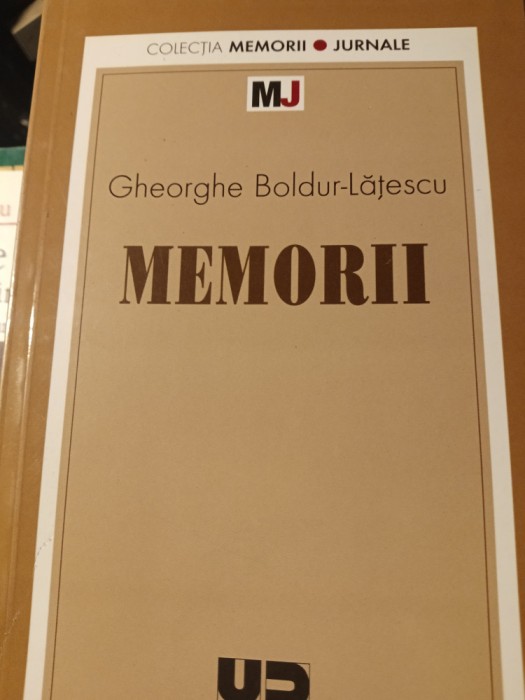 COLECȚIA MEMORII ● JURNALE
MJ
Gheorghe Boldur-Lățescu
MEMORII